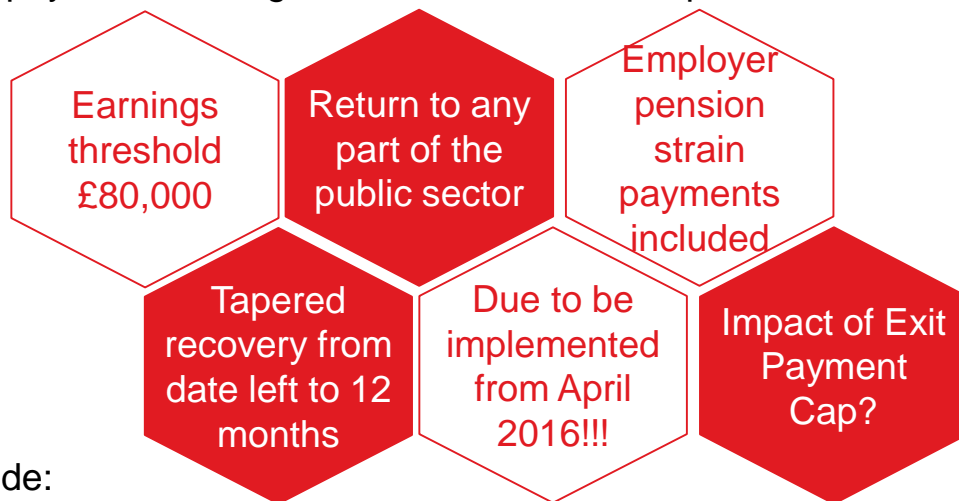 Earnings
threshold
£80,000
Return to any
part of the
public sector
Employer
pension
strain
payments
included
Tapered
recovery from
date left to 12
months
Due to be
implemented
from April
2016!!!
Impact of Exit
Payment
Cap?
de: